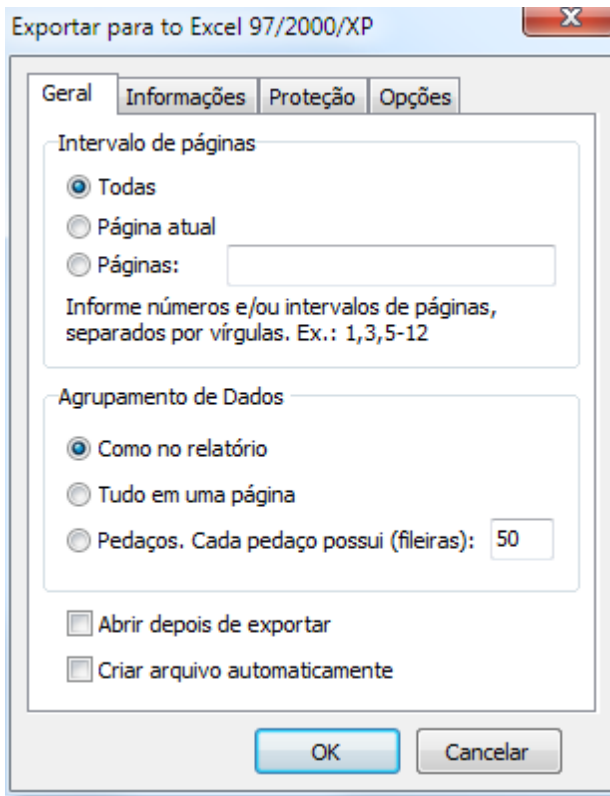 Exportar para to Excel 97/2000/XP
Geral Informações Proteção Opções
Intervalo de páginas
Todas
Página atual
Páginas:
Informe números e/ou intervalos de páginas,
separados por vírgulas. Ex.: 1,3,5-12
Agrupamento de Dados
Como no relatório
Tudo em uma página
Pedaços. Cada pedaço possui (fileiras): 50
Abrir depois de exportar
Criar arquivo automaticamente
OK Cancelar